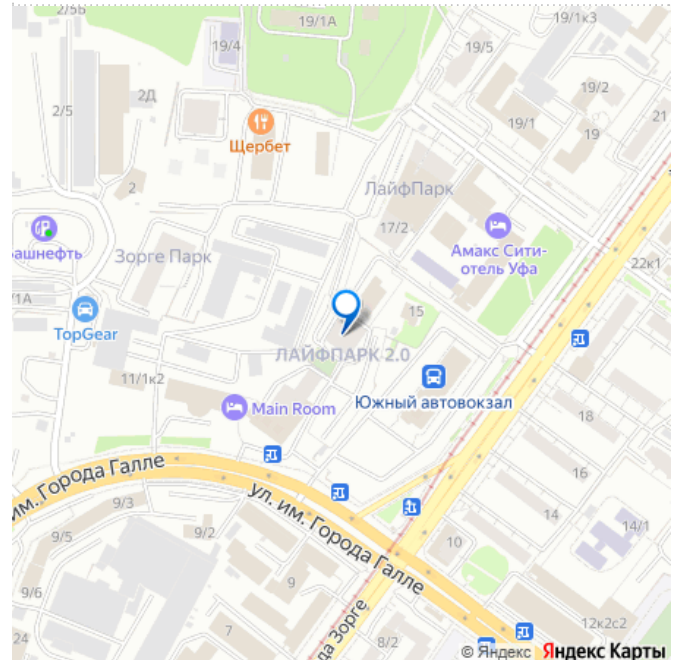 2/5Б
19/1А
19/1к3
19/4
19/5
2Д
2/5
19/2
21
19/1
19
Щербет
ЛайфПарк
2
17/2
Амакс Сити-
отель Уфа
ашнефть
Зорге Парк
22к1
/1А
15
TopGear
ЛАЙФПАРК 2.0
11/1к2
Южный автовокзал
Main Room
18
им. Города Галле
16
ул. им. Города Галле
9/3
14/1
9/5
9/2
10
9
9/6
12к2с2
7
24
8/2
да Зорге
© Яндекс Яндекс Карты